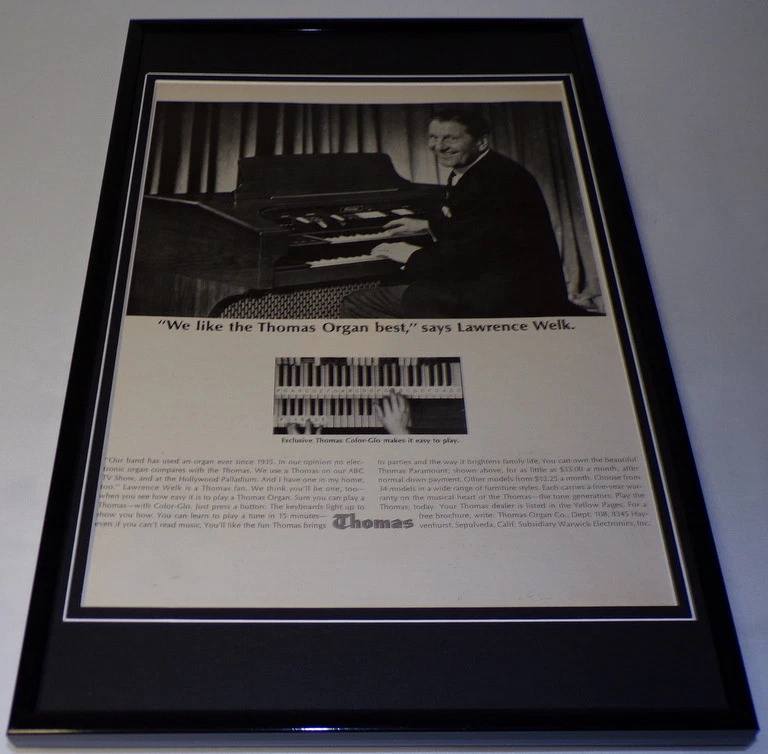 "We like the Thomas Organ best," says Lawrence Welk.
Exclusive Thomas Color-Glo makes it easy to play.
"Our band has used an organ ever since 1935. In our opinion no elec-
tronic organ compares with the Thomas. We use a Thomas on our ABC
TV Show, and at the Hollywood Palladium. And I have one in my home,
too." Lawrence Welk is a Thomas fan. We think you'll be one, too—
when you see how easy it is to play a Thomas Organ. Sure you can play a
Thomas—with Color-Glo. Just press a button. The keyboards light up to
show you how. You can learn to play a tune in 15 minutes—
even if you can't read music. You'll like the fun Thomas brings
to parties and the way it brightens family life. You can own the beautiful
Thomas Paramount, shown above, for as little as $15.00 a month, after
normal down payment. Other models from $13.25 a month. Choose from
34 models in a wide range of furniture styles. Each carries a five-year war-
ranty on the musical heart of the Thomas—the tone generators. Play the
Thomas, today. Your Thomas dealer is listed in the Yellow Pages. For a
free brochure, write: Thomas Organ Co., Dept. 108, 8345 Hay-
venhurst, Sepulveda, Calif. Subsidiary Warwick Electronics, Inc.
Thomas